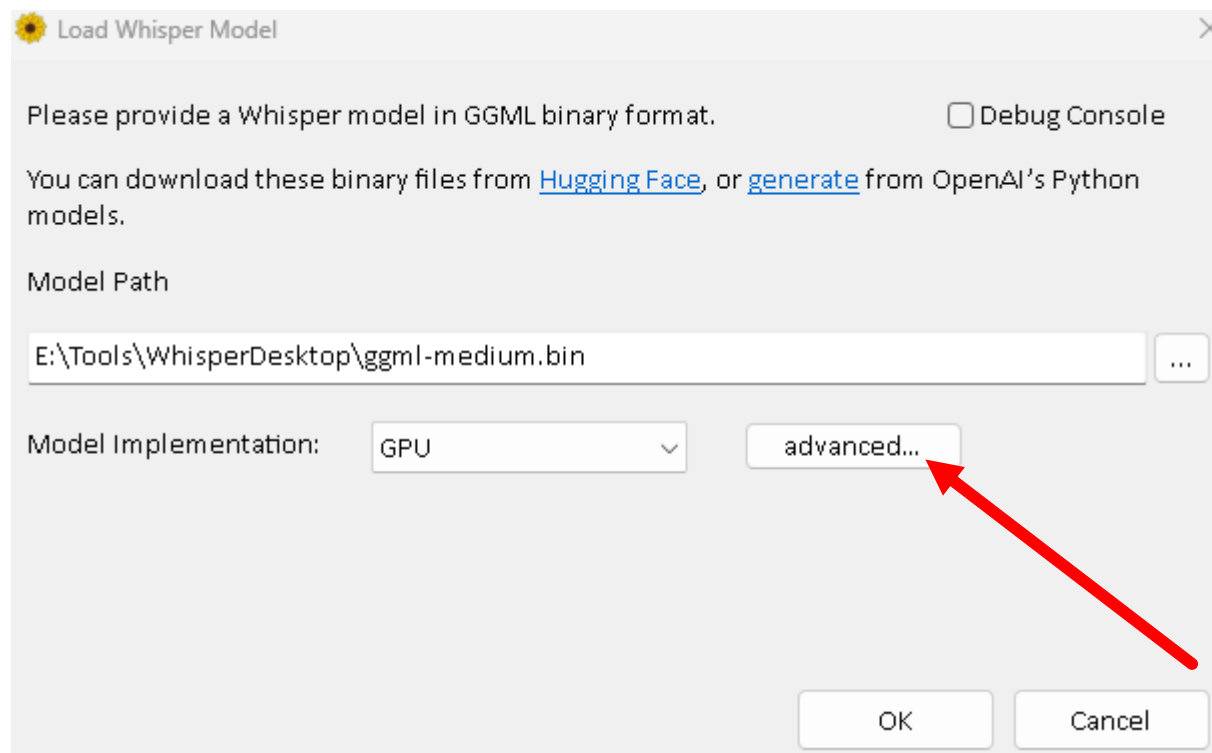 Load Whisper Model
Please provide a Whisper model in GGML binary format.
Debug Console
You can download these binary files from Hugging Face, or generate from OpenAI's Python
models.
Model Path
E:\Tools\WhisperDesktop\ggml-medium.bin
...
Model Implementation:
GPU
advanced...
OK
Cancel